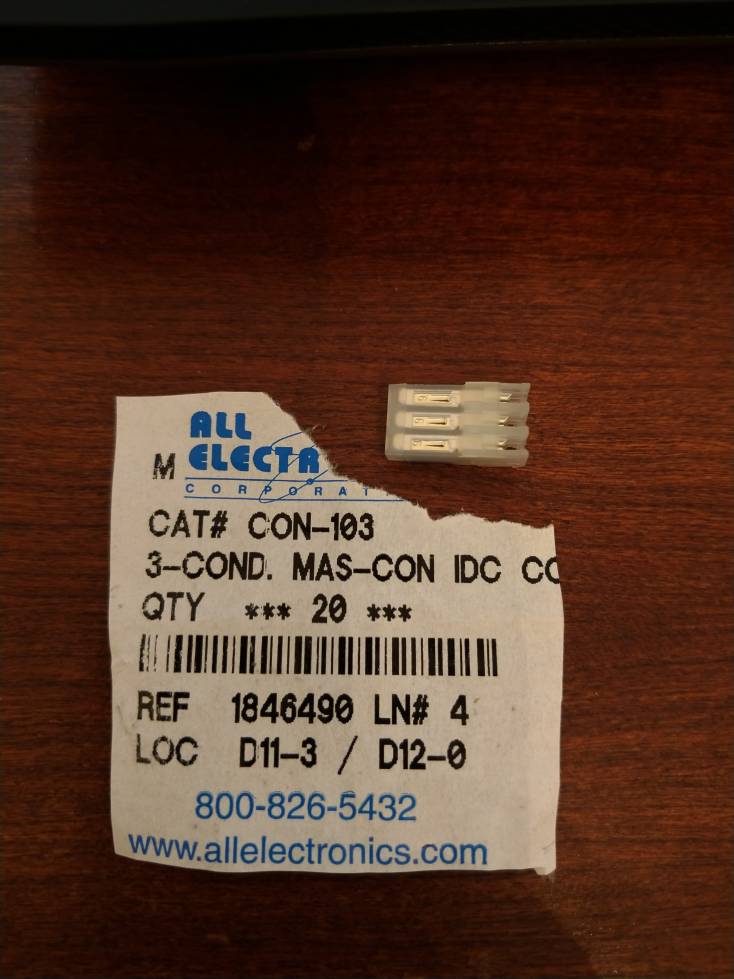 ALL
M ELECTR
CORPORAT
CAT# CON-103
3-COND. MAS-CON IDC CO
QTY *** 20 ***
REF 1846490 LN# 4
LOC D11-3 / D12-0
800-826-5432
www.allelectronics.com